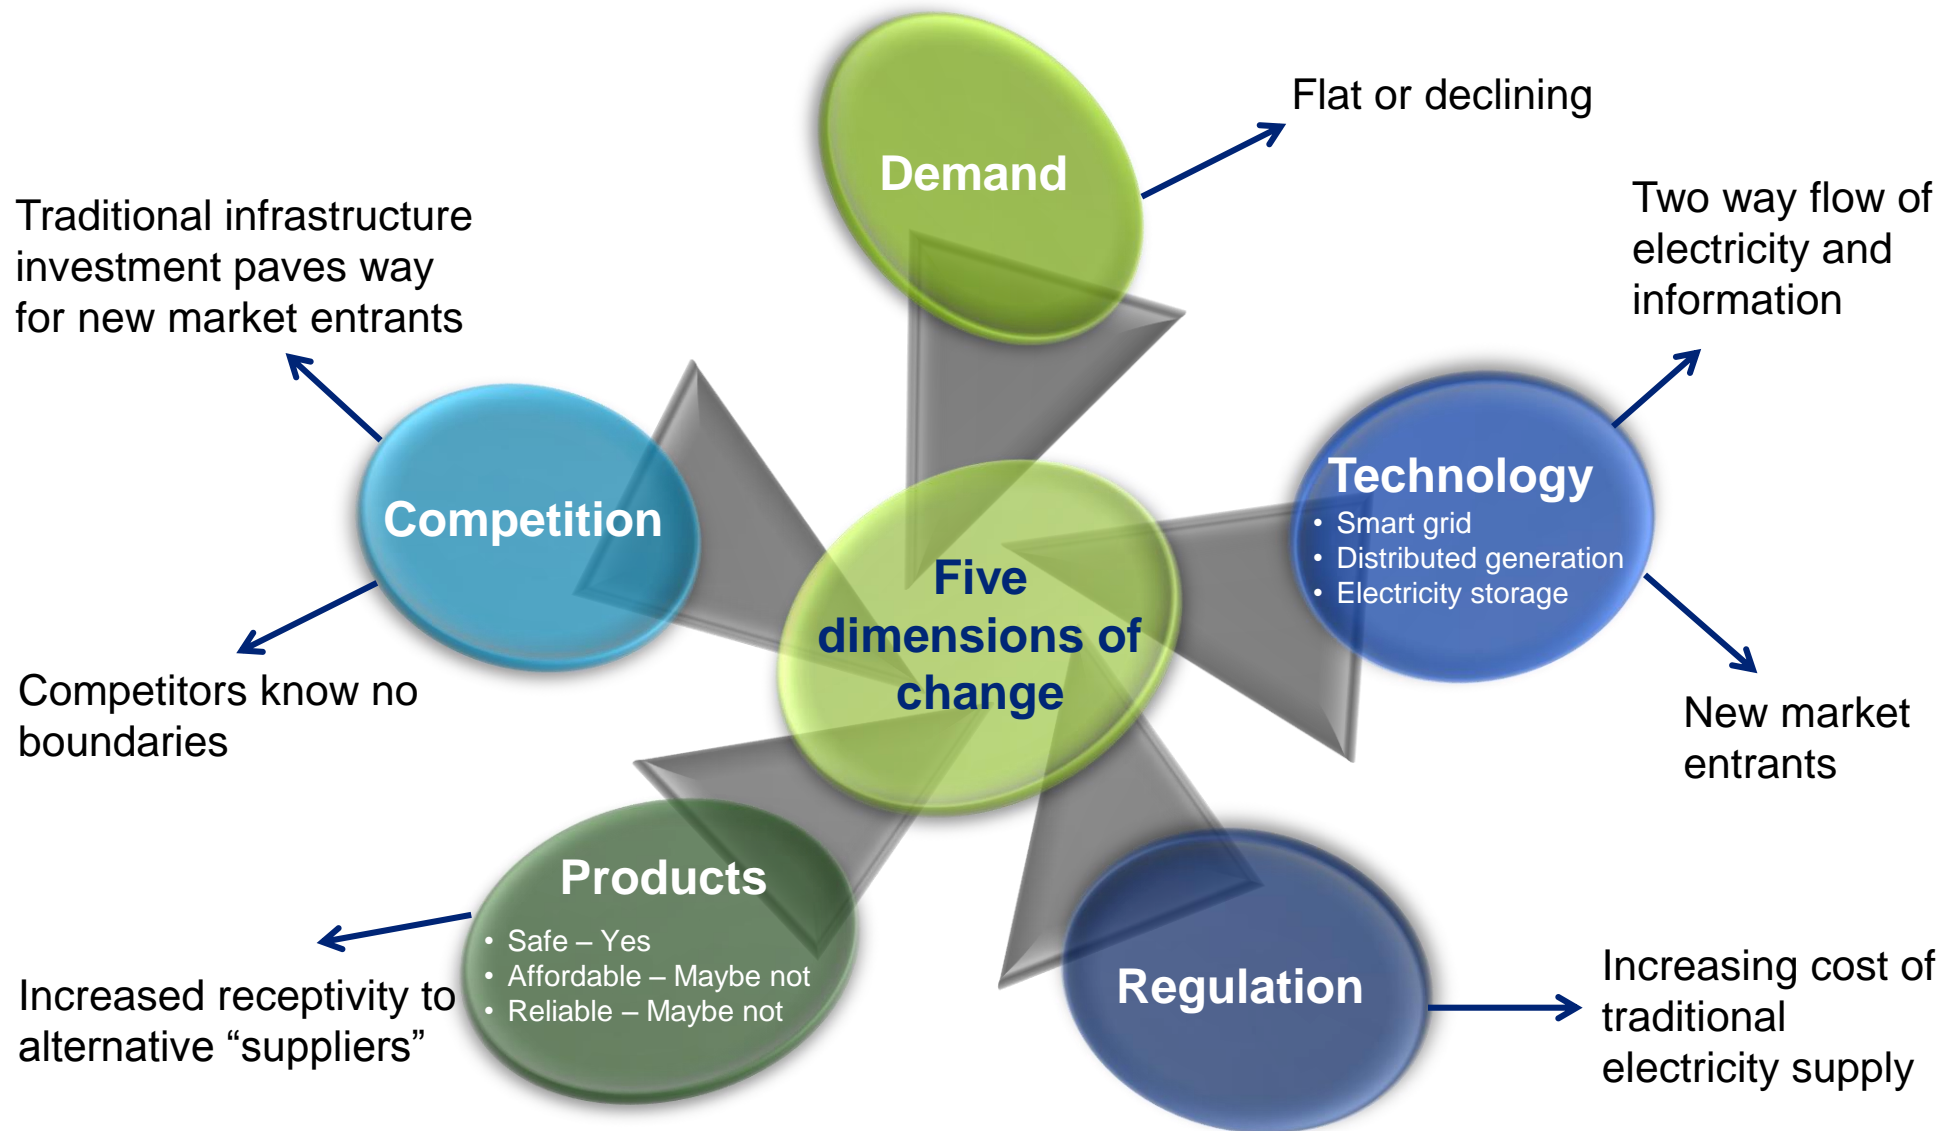 Demand
Flat or declining
Traditional infrastructure
investment paves way
for new market entrants
Two way flow of
electricity and
information
Competition
Technology
• Smart grid
• Distributed generation
• Electricity storage
Five
dimensions of
change
Competitors know no
boundaries
New market
entrants
Products
• Safe – Yes
• Affordable – Maybe not
• Reliable – Maybe not
Regulation
Increased receptivity to
alternative “suppliers”
Increasing cost of
traditional
electricity supply